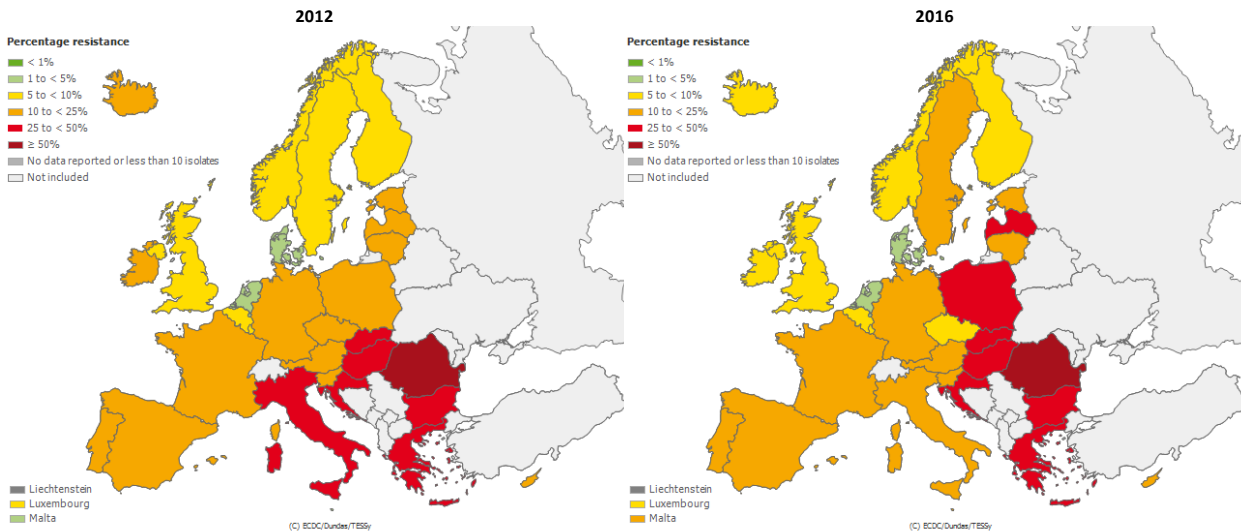 2012
Percentage resistance
< 1%
1 to < 5%
5 to < 10%
10 to < 25%
25 to < 50%
≥ 50%
No data reported or less than 10 isolates
Not included
Liechtenstein
Luxembourg
Malta
(C) ECDC/Dundas/TESSy
2016
Percentage resistance
< 1%
1 to < 5%
5 to < 10%
10 to < 25%
25 to < 50%
≥ 50%
No data reported or less than 10 isolates
Not included
Liechtenstein
Luxembourg
Malta
(C) ECDC/Dundas/TESSy